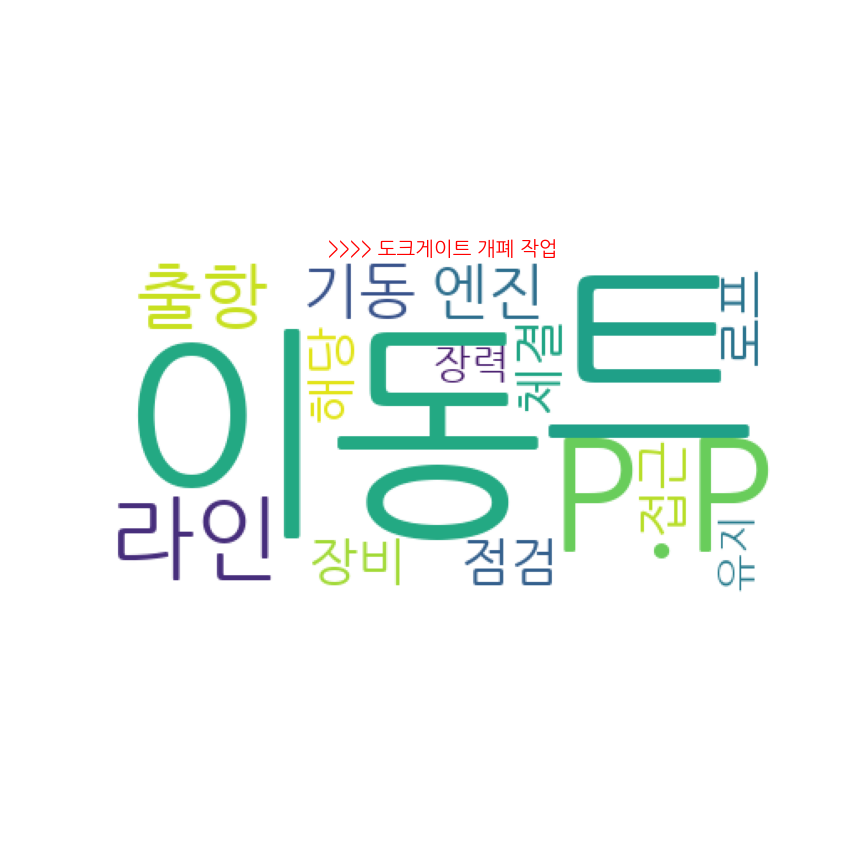 >>>> 도크게이트 개폐 작업
출항
기동
엔진
트
로프
이동
해당
장력
체결
P.P
접근
라인
장비
점검
유지